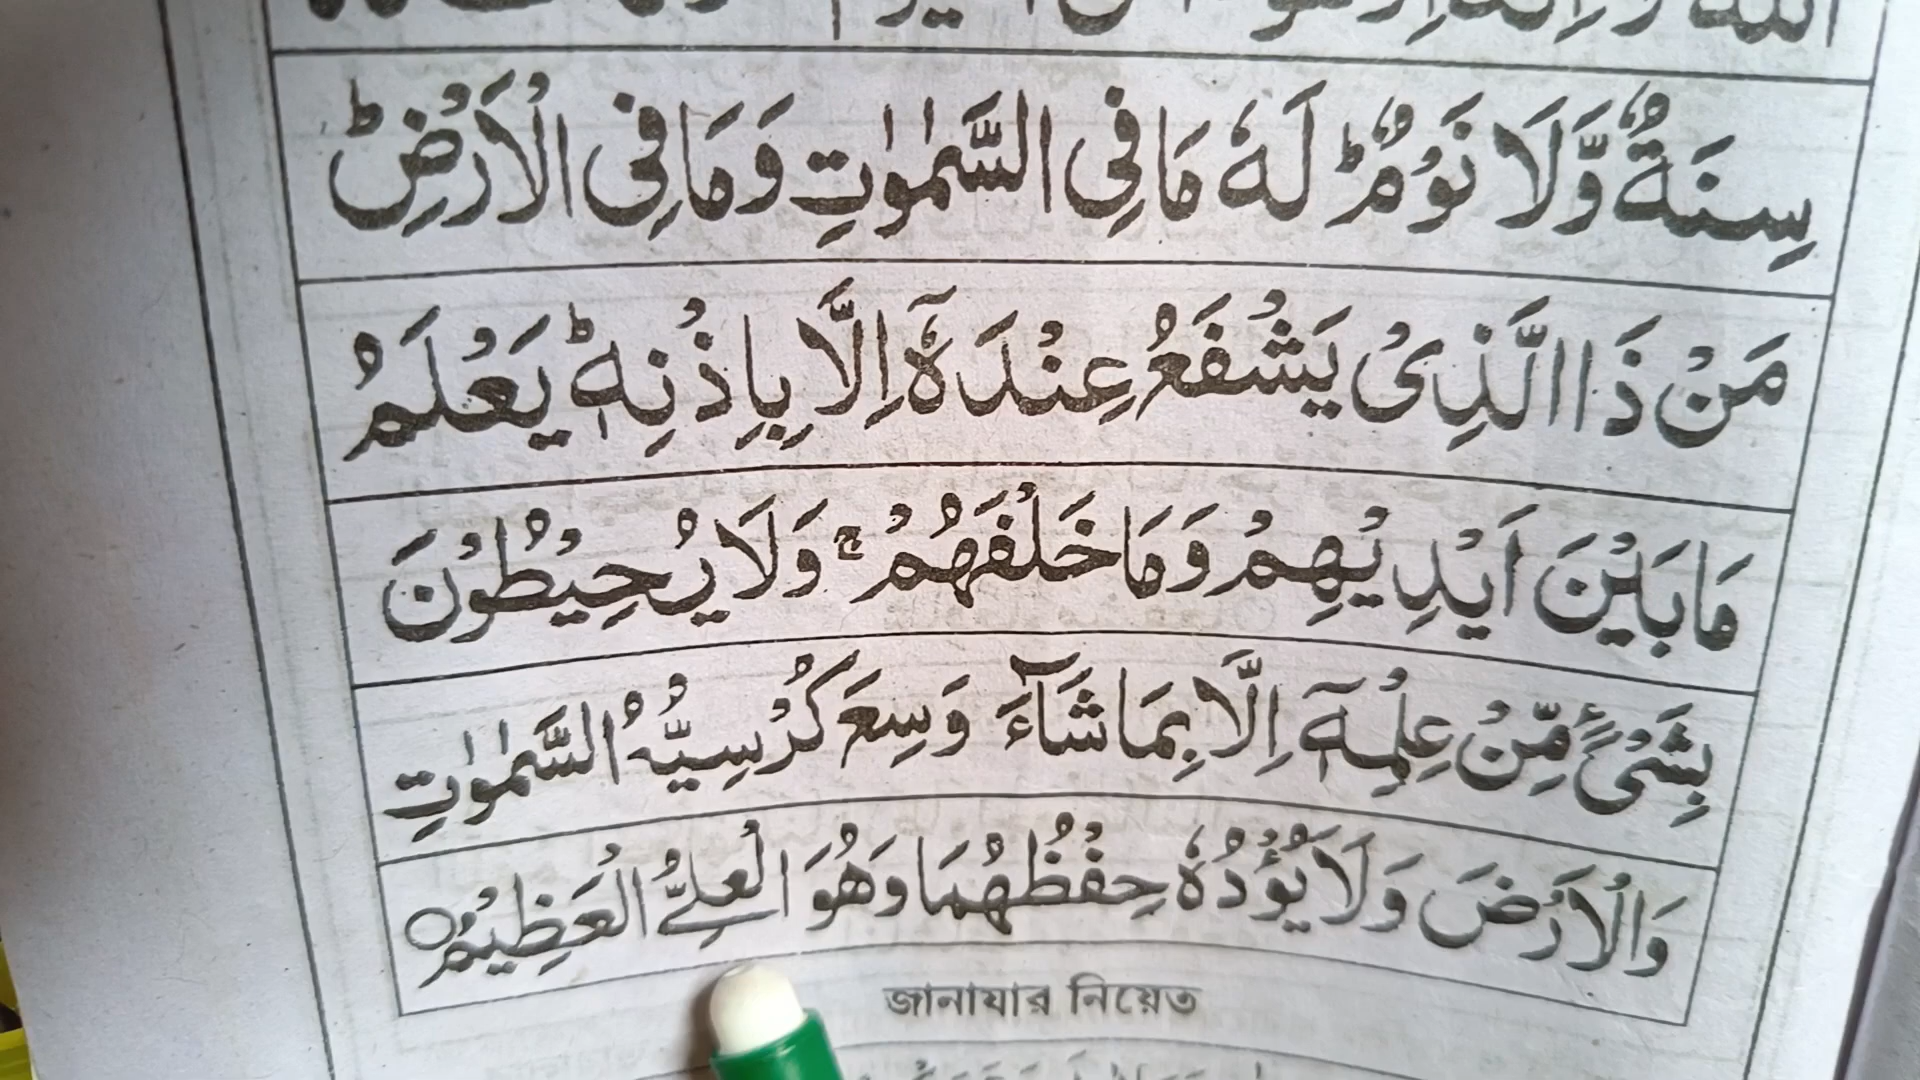 سِنَةٌ وَّلَا نَوْمٌ ؕ لَهٗ مَا فِی السَّمٰوٰتِ وَمَا فِی الْاَرْضِ ؕ
مَنْ ذَا الَّذِیْ یَشْفَعُ عِنْدَهٗۤ اِلَّا بِاِذْنِهٖ ؕ یَعْلَمُ
مَا بَیْنَ اَیْدِیْهِمْ وَمَا خَلْفَهُمْ ۚ وَلَا یُحِیْطُوْنَ
بِشَیْءٍ مِّنْ عِلْمِهٖۤ اِلَّا بِمَا شَآءَ وَسِعَ كُرْسِیُّهُ السَّمٰوٰتِ
وَالْاَرْضَ وَلَا یَؤُدُهٗ حِفْظُهُمَا وَهُوَ الْعَلِیُّ الْعَظِیْمُ ○
জানাযার নিয়েত